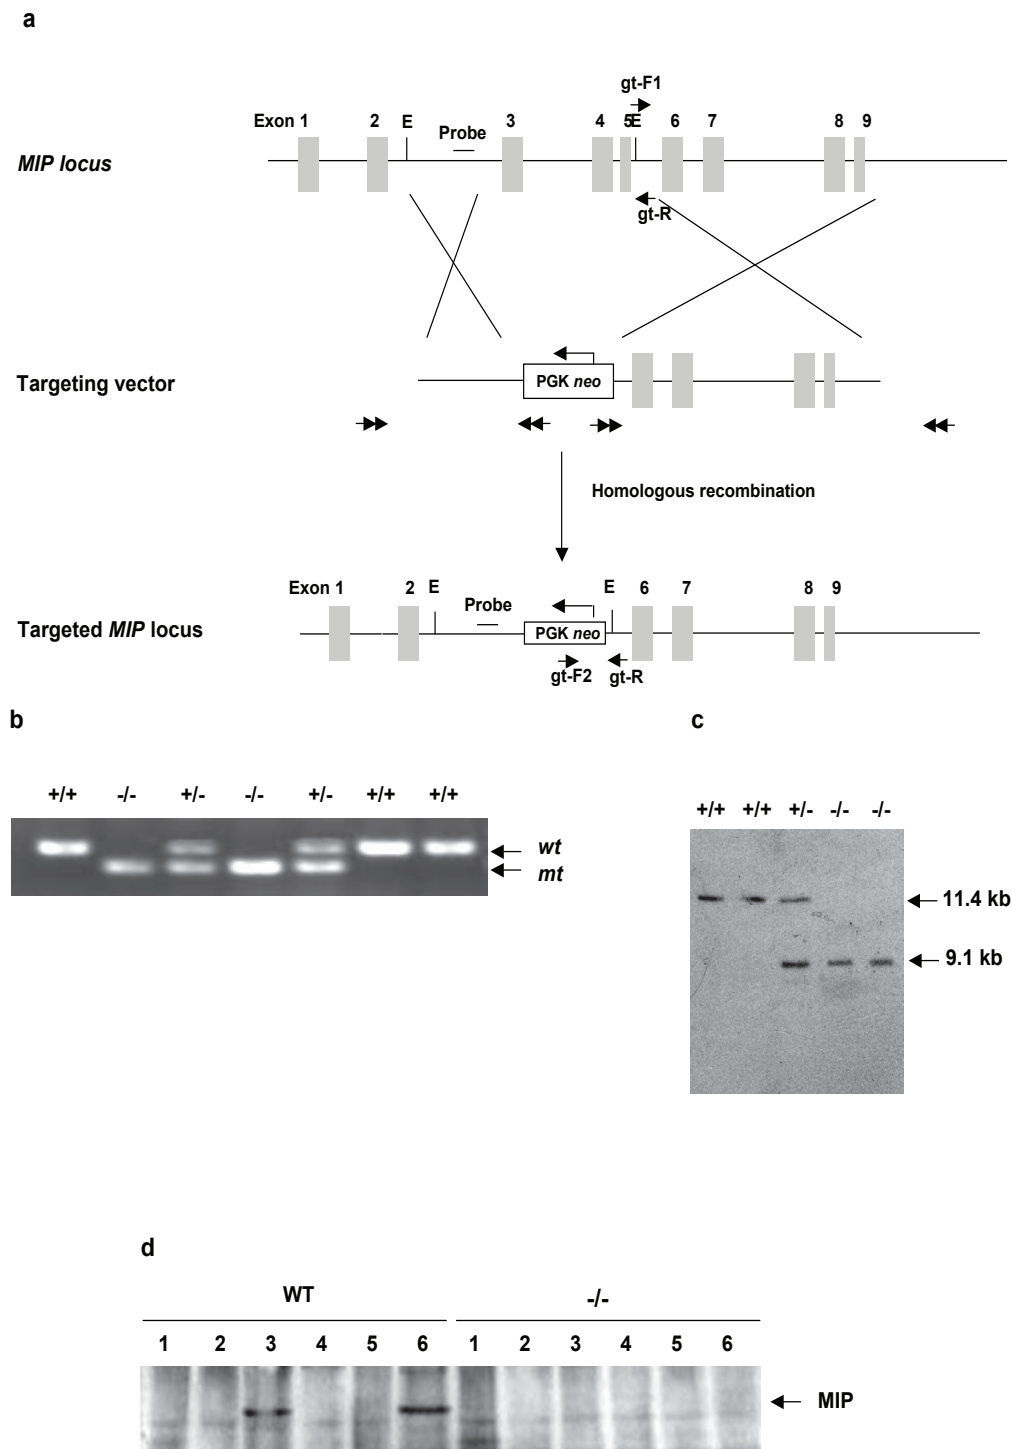 a
gt-F1
Exon 1 2 E Probe 3 4 5 E 6 7 8 9
MIP locus
gt-R
Targeting vector
PGK neo
Homologous recombination
Exon 1 2 E Probe E 6 7 8 9
Targeted MIP locus
PGK neo
gt-F2 gt-R
b
+/+ -/- +/- -/- +/- +/+ +/+
wt
mt
c
+/+ +/+ +/- -/- -/-
11.4 kb
9.1 kb
d
WT -/-
1 2 3 4 5 6 1 2 3 4 5 6
MIP